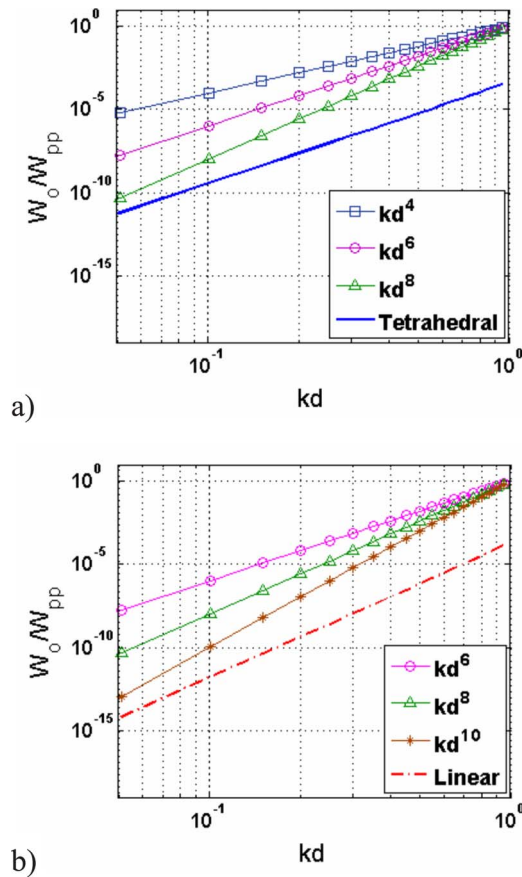 10^0
10^-5
10^-10
10^-15
W_o/W_pp
kd^4
kd^6
kd^8
Tetrahedral
10^-1
10^0
kd
a)
10^0
10^-5
10^-10
10^-15
W_o/W_pp
kd^6
kd^8
kd^10
Linear
10^-1
10^0
kd
b)